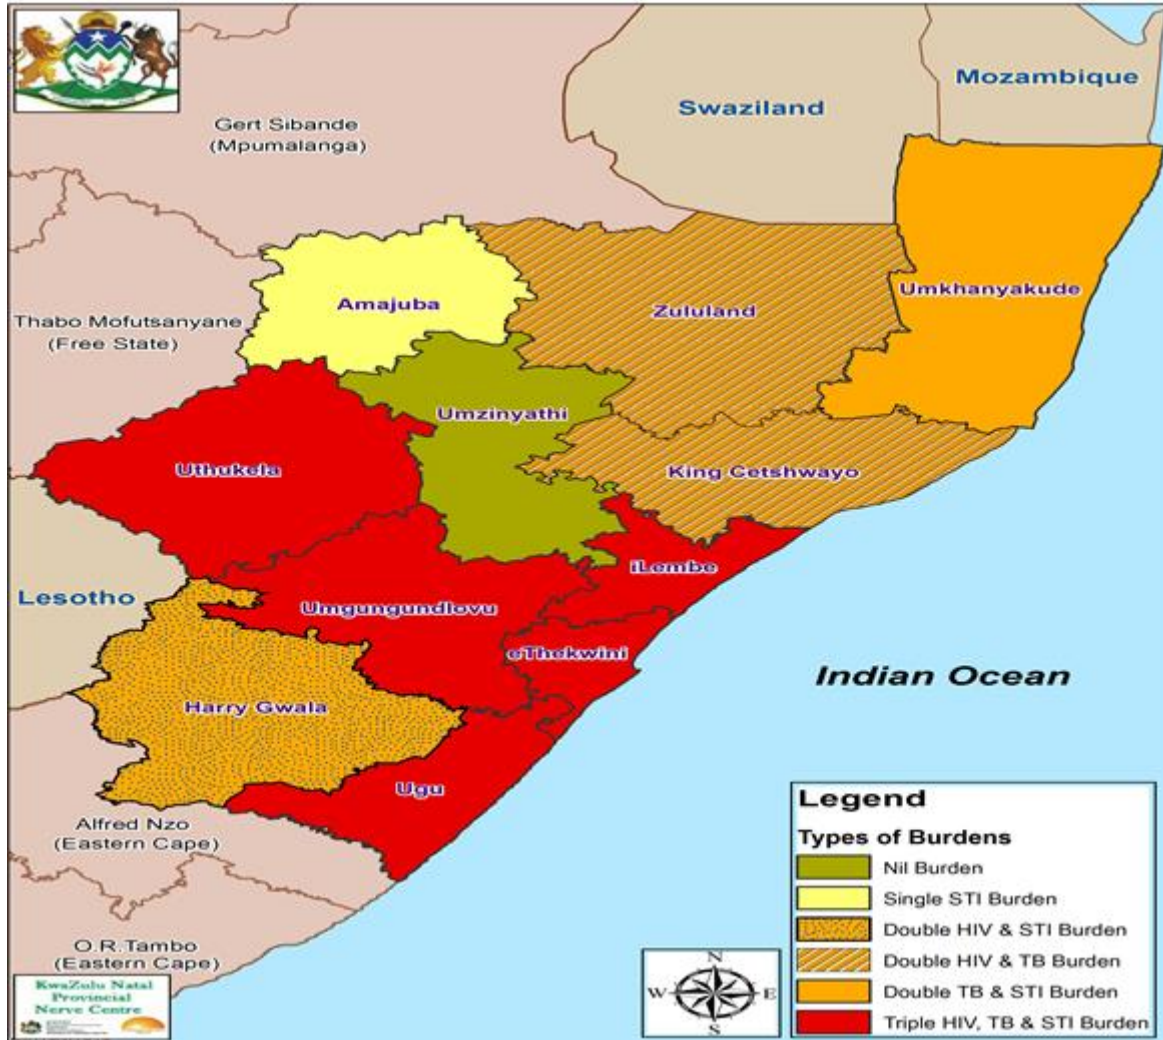 Mozambique
Swaziland
Gert Sibande
(Mpumalanga)
Umkhanyakude
Amajuba
Zululand
Thabo Mofutsanyane
(Free State)
Umzinyathi
Uthukela
King Cetshwayo
iLembe
Lesotho
Umgungundlovu
eThekwini
Indian Ocean
Harry Gwala
Ugu
Alfred Nzo
(Eastern Cape)
O.R.Tambo
(Eastern Cape)
KwaZulu Natal
Provincial
Nerve Centre
N
W E
S
Legend
Types of Burdens
Nil Burden
Single STI Burden
Double HIV & STI Burden
Double HIV & TB Burden
Double TB & STI Burden
Triple HIV, TB & STI Burden